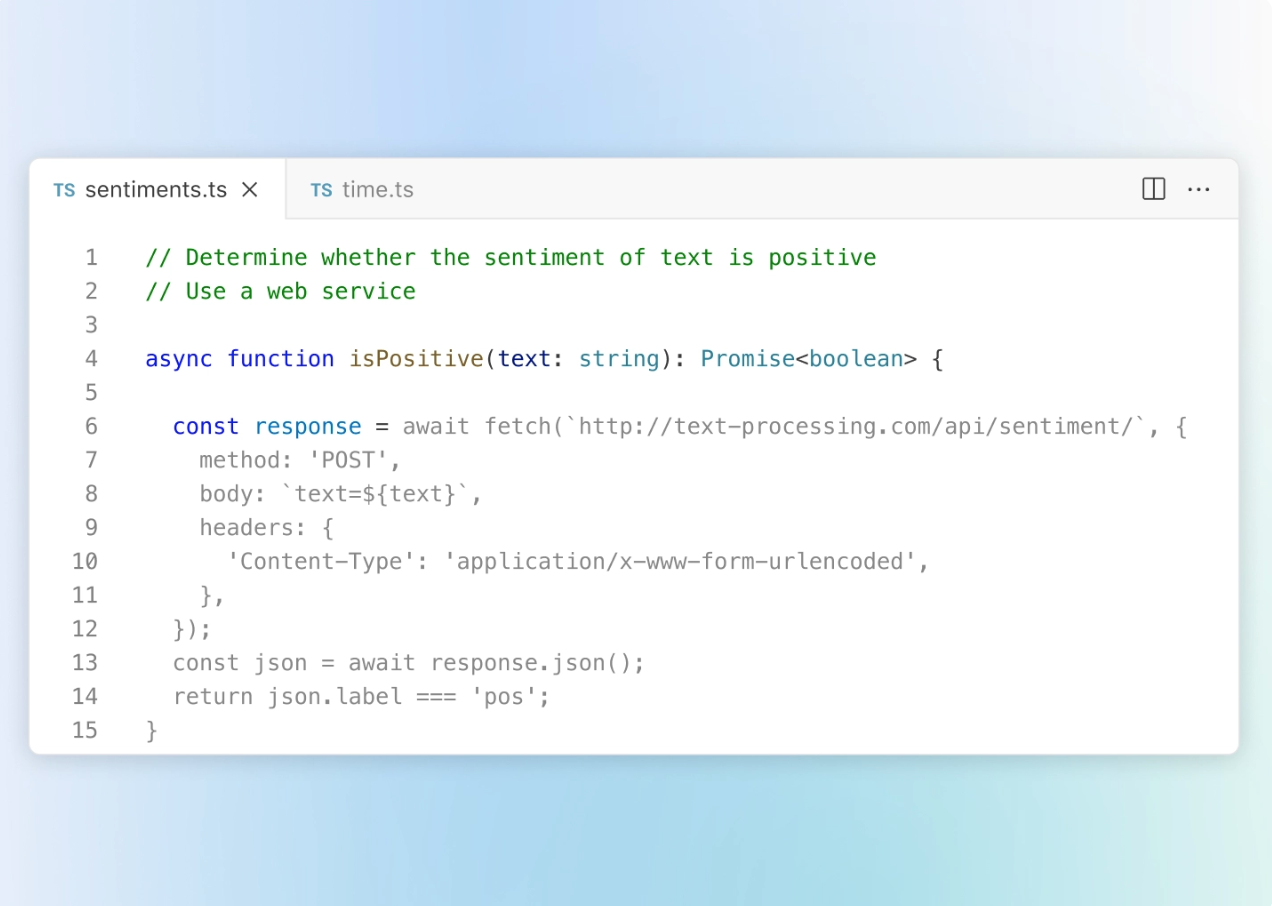 TS sentiments.ts × TS time.ts ...
1 // Determine whether the sentiment of text is positive
2 // Use a web service
3
4 async function isPositive(text: string): Promise<boolean> {
5
6   const response = await fetch(`http://text-processing.com/api/sentiment/`, {
7     method: 'POST',
8     body: `text=${text}`,
9     headers: {
10       'Content-Type': 'application/x-www-form-urlencoded',
11     },
12   });
13   const json = await response.json();
14   return json.label === 'pos';
15 }